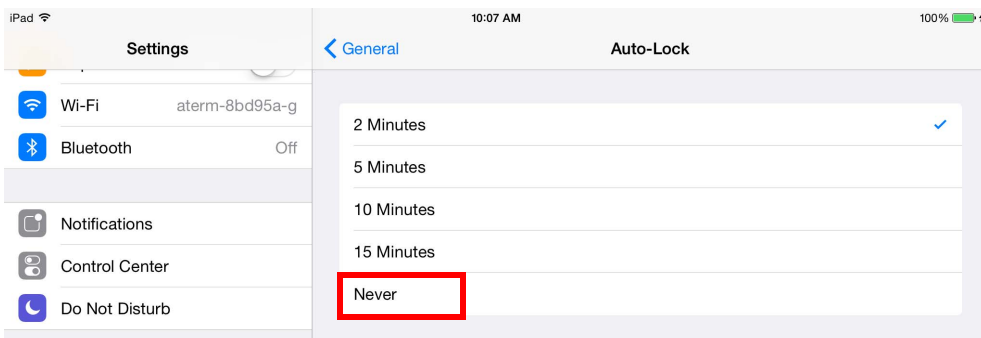 iPad 10:07 AM 100%
Settings
General Auto-Lock
Wi-Fi aterm-8bd95a-g
Bluetooth Off
Notifications
Control Center
Do Not Disturb
2 Minutes
5 Minutes
10 Minutes
15 Minutes
Never